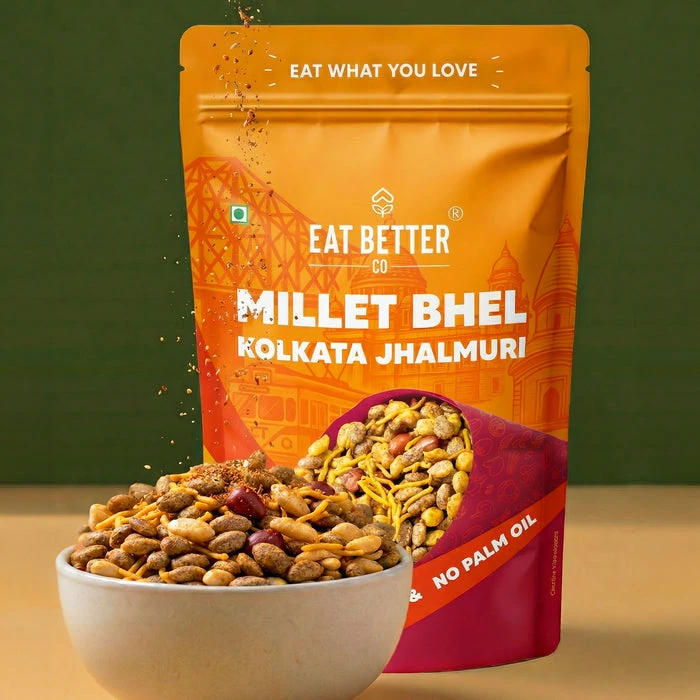 EAT WHAT YOU LOVE
®
EAT BETTER
CO
MILLET BHEL
KOLKATA JHALMURI
& NO PALM OIL